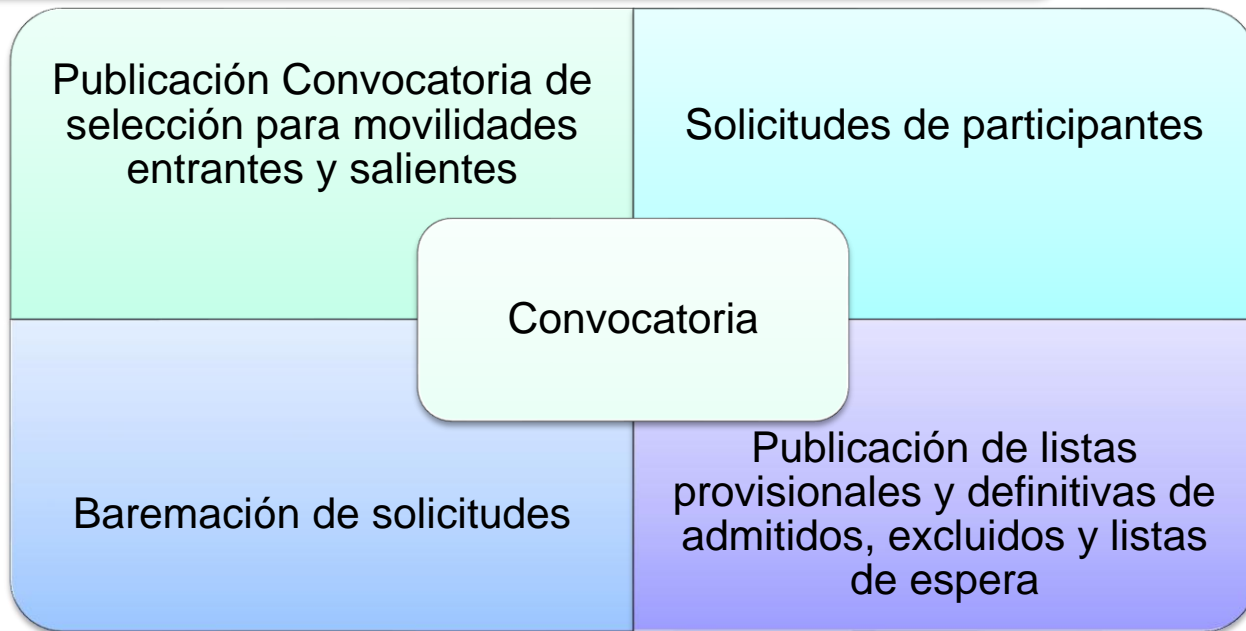 Publicación Convocatoria de
selección para movilidades
entrantes y salientes
Solicitudes de participantes
Convocatoria
Baremación de solicitudes
Publicación de listas
provisionales y definitivas de
admitidos, excluidos y listas
de espera